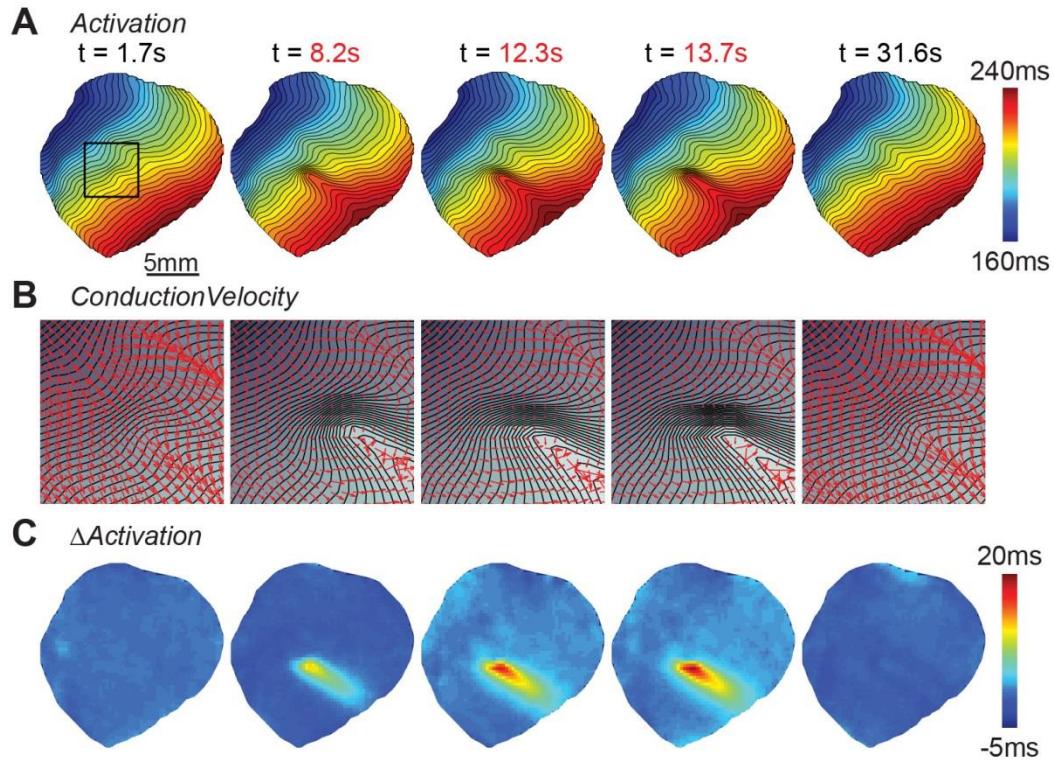 A Activation
t = 1.7s t = 8.2s t = 12.3s t = 13.7s t = 31.6s
240ms
160ms
5mm
B ConductionVelocity
C ΔActivation
20ms
-5ms